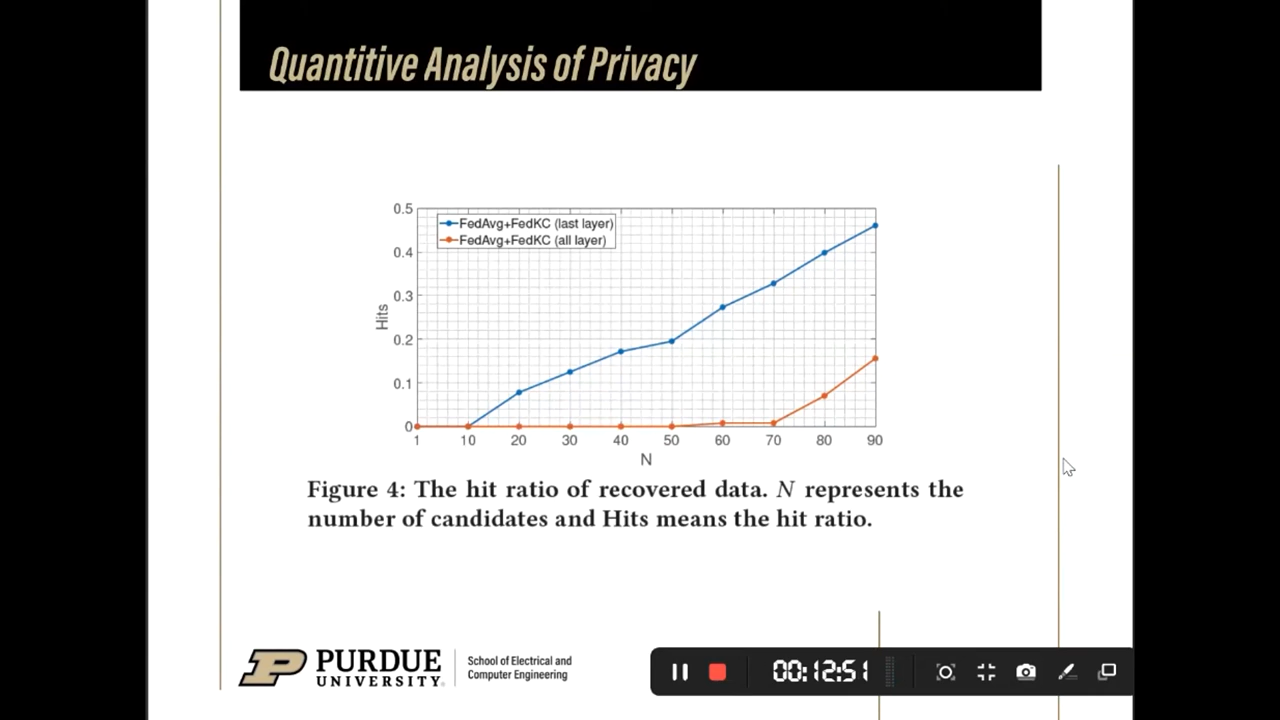 Quantitive Analysis of Privacy
0.5
0.4
0.3
0.2
0.1
0
Hits
FedAvg+FedKC (last layer)
FedAvg+FedKC (all layer)
1 10 20 30 40 50 60 70 80 90
N
Figure 4: The hit ratio of recovered data. N represents the
number of candidates and Hits means the hit ratio.
P PURDUE
UNIVERSITY®
School of Electrical and
Computer Engineering
00:12:51